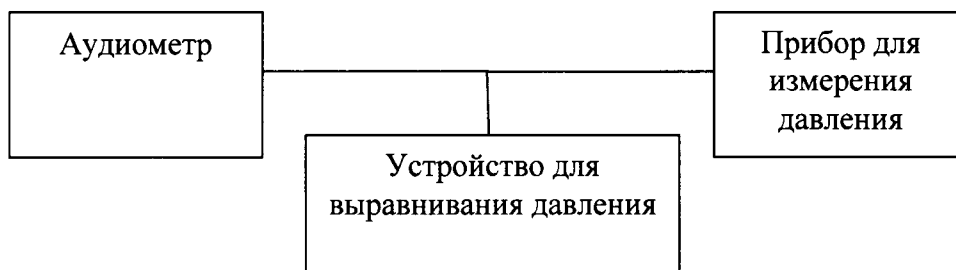 Аудиометр
Прибор для
измерения
давления
Устройство для
выравнивания давления